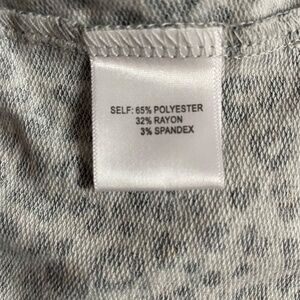 SELF: 65% POLYESTER
32% RAYON
3% SPANDEX